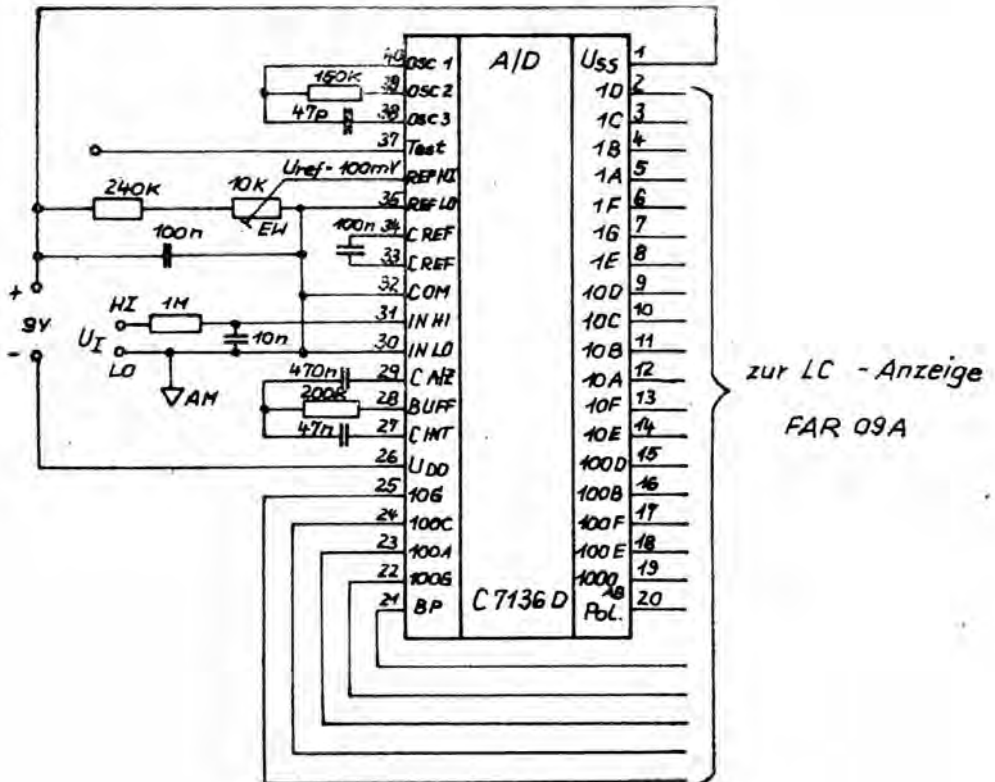 A/D
C 7136 D
40 OSC 1
39 OSC 2
38 OSC 3
37 Test
REF HI
36 REF LO
34 C REF
33 C REF
32 COM
31 IN HI
30 IN LO
29 C A/Z
28 BUFF
27 C INT
26 UDD
25 10G
24 100C
23 100A
22 100G
21 BP
USS 1
1D 2
1C 3
1B 4
1A 5
1F 6
1G 7
1E 8
10D 9
10C 10
10B 11
10A 12
10F 13
10E 14
100D 15
100B 16
100F 17
100E 18
1000 19
AB
POL. 20
150K
47p
Uref - 100mV
240K
10K
EW
100n
100n
+
9V
-
HI
1M
UI
LO
10n
AM
470n
200K
47n
zur LC - Anzeige
FAR 09A